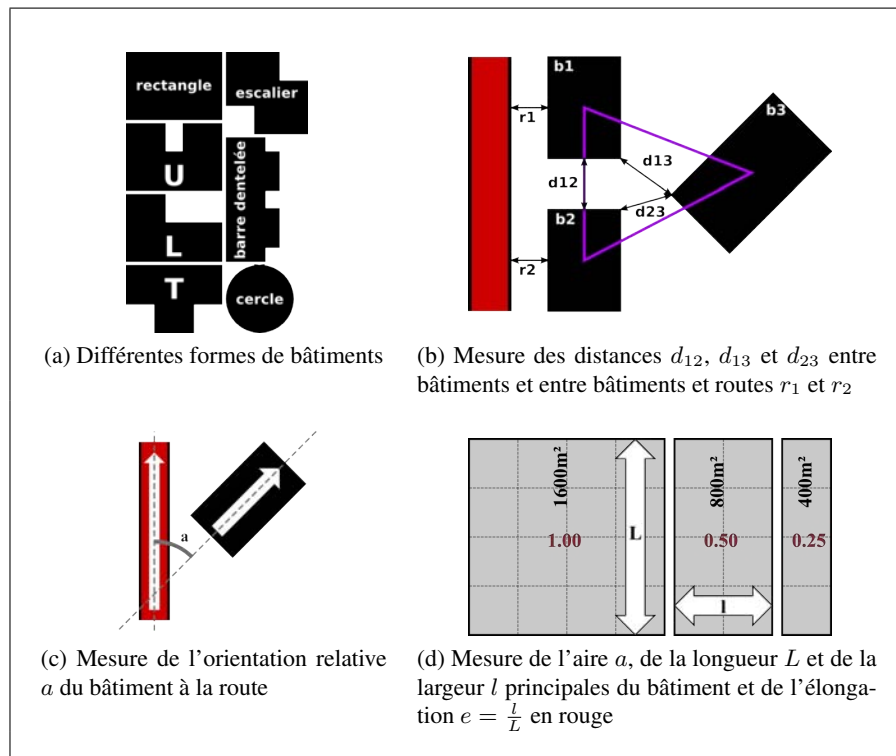 rectangle
escalier
U
barre dentelée
L
T
cercle
(a) Différentes formes de bâtiments
b1
b3
r1
d13
d12
d23
b2
r2
(b) Mesure des distances d12, d13 et d23 entre
bâtiments et entre bâtiments et routes r1 et r2
a
(c) Mesure de l'orientation relative
a du bâtiment à la route
1600m²
800m²
400m²
L
1.00
0.50
0.25
l
(d) Mesure de l'aire a, de la longueur L et de la
largeur l principales du bâtiment et de l'élon-
gation e = l/L en rouge